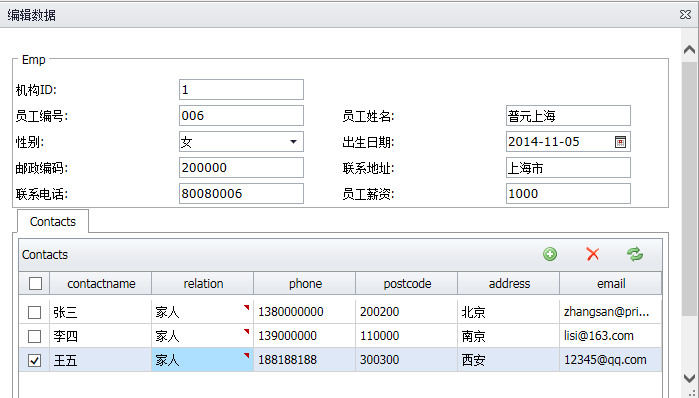 编辑数据
Emp
机构ID: 1
员工编号: 006 员工姓名: 普元上海
性别: 女 出生日期: 2014-11-05
邮政编码: 200000 联系地址: 上海市
联系电话: 80080006 员工薪资: 1000
Contacts
Contacts
contactname relation phone postcode address email
张三 家人 1380000000 200200 北京 zhangsan@pri...
李四 家人 139000000 110000 南京 lisi@163.com
王五 家人 188188188 300300 西安 12345@qq.com